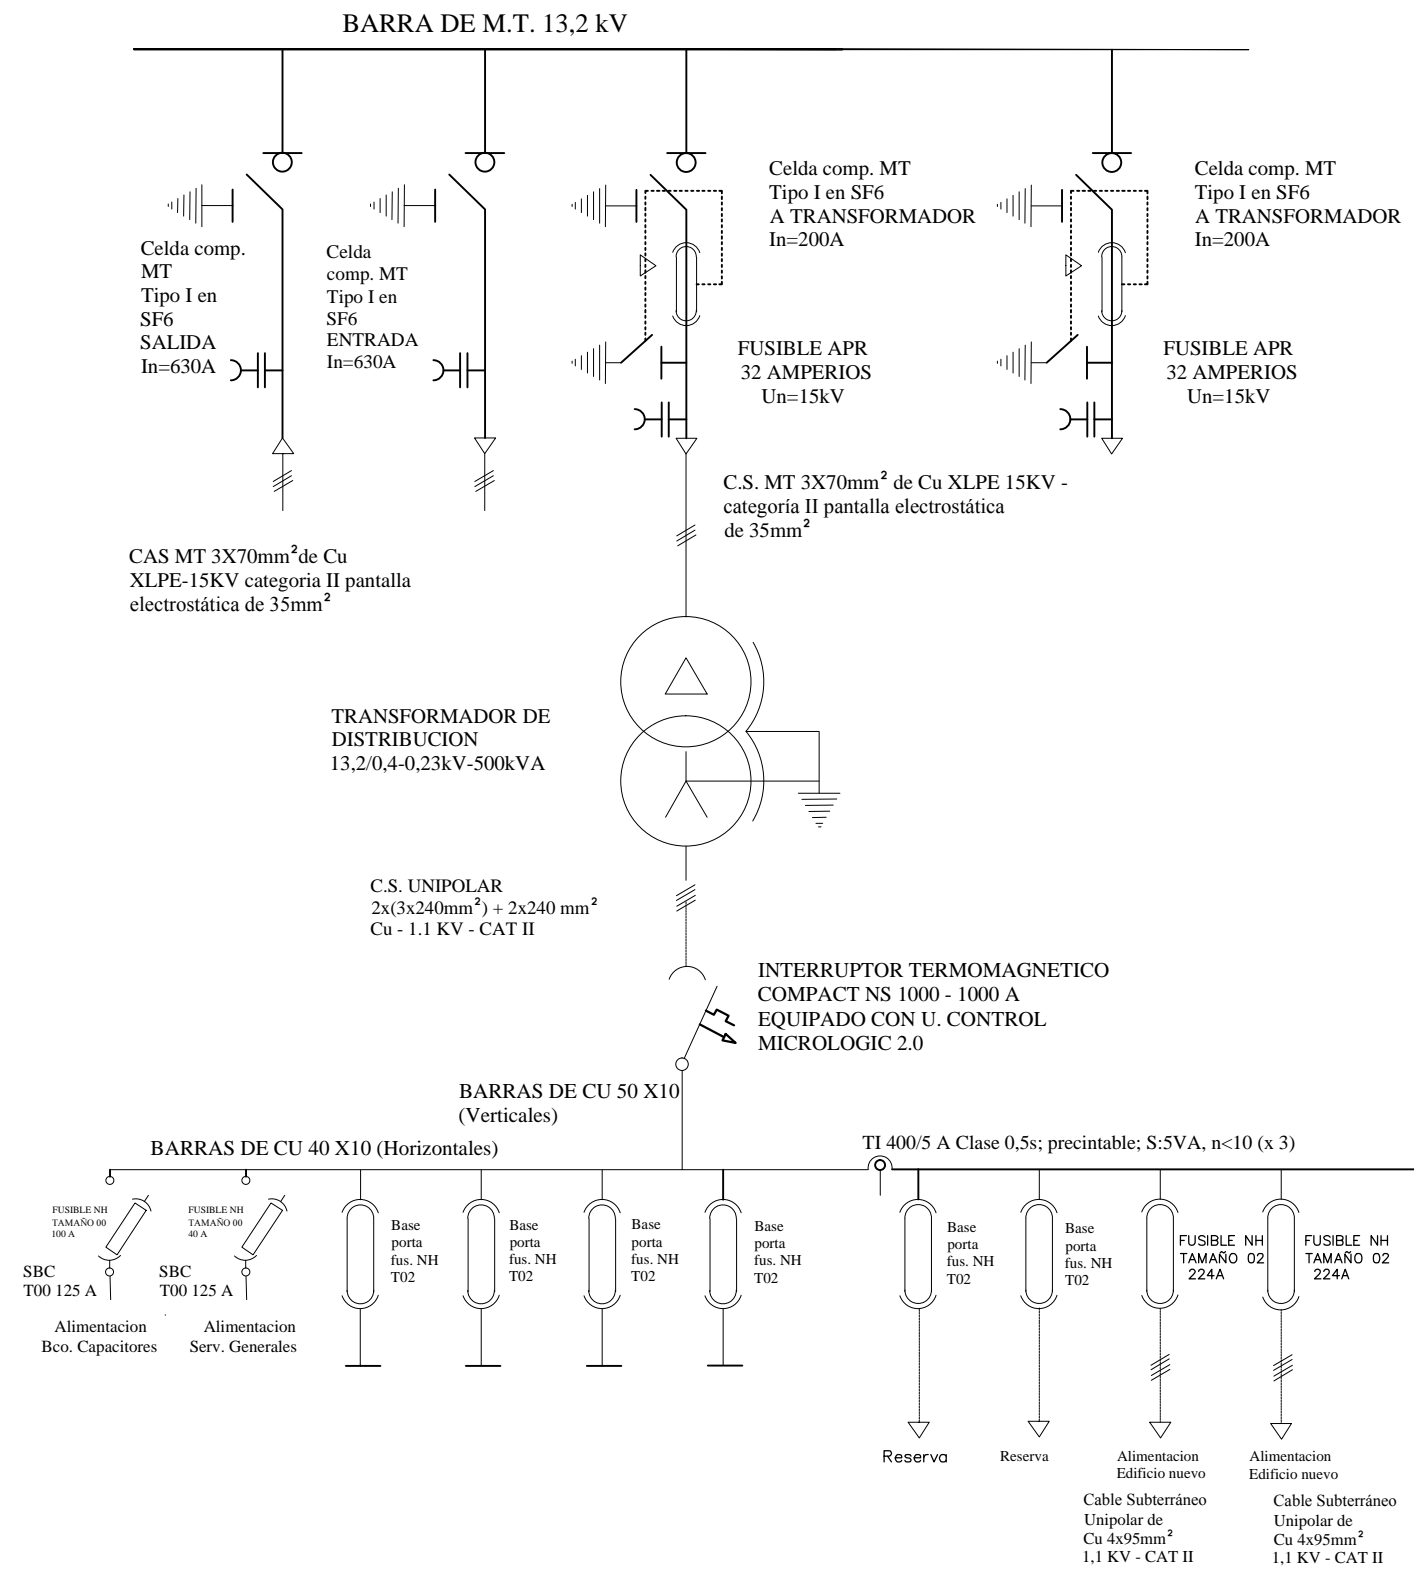 BARRA DE M.T. 13,2 kV
Celda comp.
MT
Tipo I en
SF6
SALIDA
In=630A
Celda
comp. MT
Tipo I en
SF6
ENTRADA
In=630A
Celda comp. MT
Tipo I en SF6
A TRANSFORMADOR
In=200A
FUSIBLE APR
32 AMPERIOS
Un=15kV
Celda comp. MT
Tipo I en SF6
A TRANSFORMADOR
In=200A
FUSIBLE APR
32 AMPERIOS
Un=15kV
C.S. MT 3X70mm² de Cu XLPE 15KV -
categoría II pantalla electrostática
de 35mm²
CAS MT 3X70mm²de Cu
XLPE-15KV categoria II pantalla
electrostática de 35mm²
TRANSFORMADOR DE
DISTRIBUCION
13,2/0,4-0,23kV-500kVA
C.S. UNIPOLAR
2x(3x240mm²) + 2x240 mm²
Cu - 1.1 KV - CAT II
INTERRUPTOR TERMOMAGNETICO
COMPACT NS 1000 - 1000 A
EQUIPADO CON U. CONTROL
MICROLOGIC 2.0
BARRAS DE CU 50 X10
(Verticales)
BARRAS DE CU 40 X10 (Horizontales)
TI 400/5 A Clase 0,5s; precintable; S:5VA, n<10 (x 3)
FUSIBLE NH
TAMAÑO 00
100 A
SBC
T00 125 A
Alimentacion
Bco. Capacitores
FUSIBLE NH
TAMAÑO 00
40 A
SBC
T00 125 A
Alimentacion
Serv. Generales
Base
porta
fus. NH
T02
Base
porta
fus. NH
T02
Base
porta
fus. NH
T02
Base
porta
fus. NH
T02
Base
porta
fus. NH
T02
Reserva
Base
porta
fus. NH
T02
Reserva
FUSIBLE NH
TAMAÑO 02
224A
Alimentacion
Edificio nuevo
Cable Subterráneo
Unipolar de
Cu 4x95mm²
1,1 KV - CAT II
FUSIBLE NH
TAMAÑO 02
224A
Alimentacion
Edificio nuevo
Cable Subterráneo
Unipolar de
Cu 4x95mm²
1,1 KV - CAT II